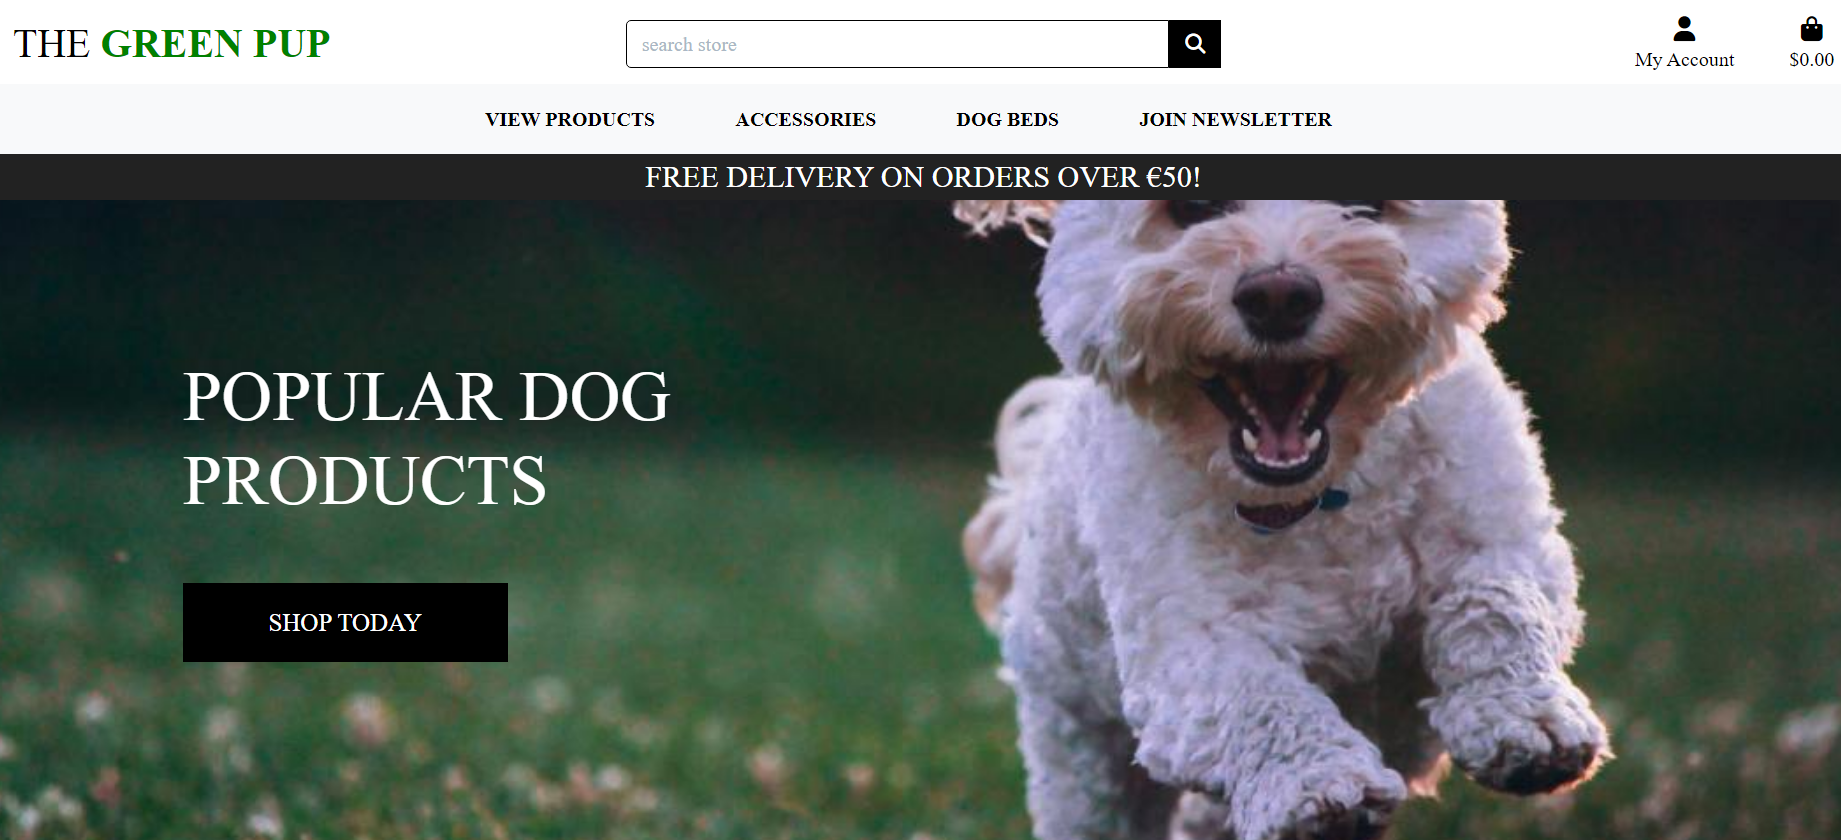 THE GREEN PUP
search store
My Account
$0.00
VIEW PRODUCTS
ACCESSORIES
DOG BEDS
JOIN NEWSLETTER
FREE DELIVERY ON ORDERS OVER €50!
POPULAR DOG
PRODUCTS
SHOP TODAY